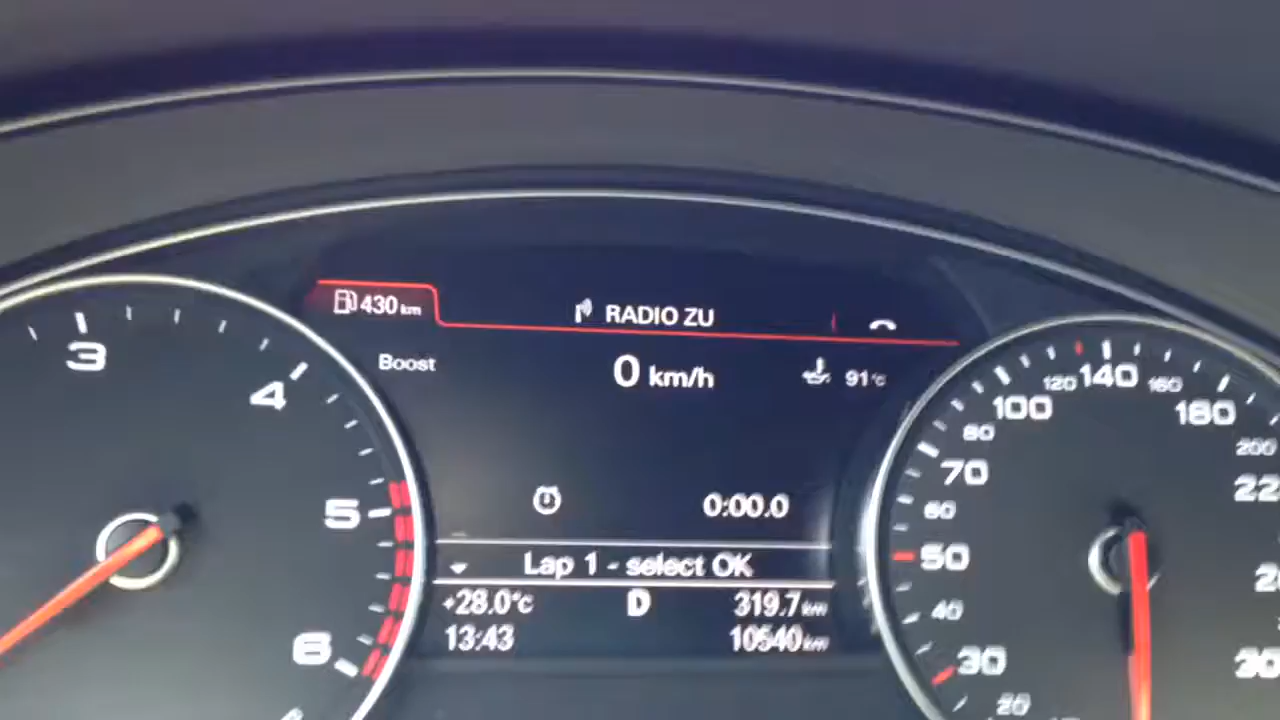 430 km
RADIO ZU
Boost
0 km/h
91°C
0:00.0
Lap 1 - select OK
+28.0°C
D
319.7 km
13:43
10540 km
3
4
5
6
20
30
40
50
60
70
80
100
120
140
160
180
200